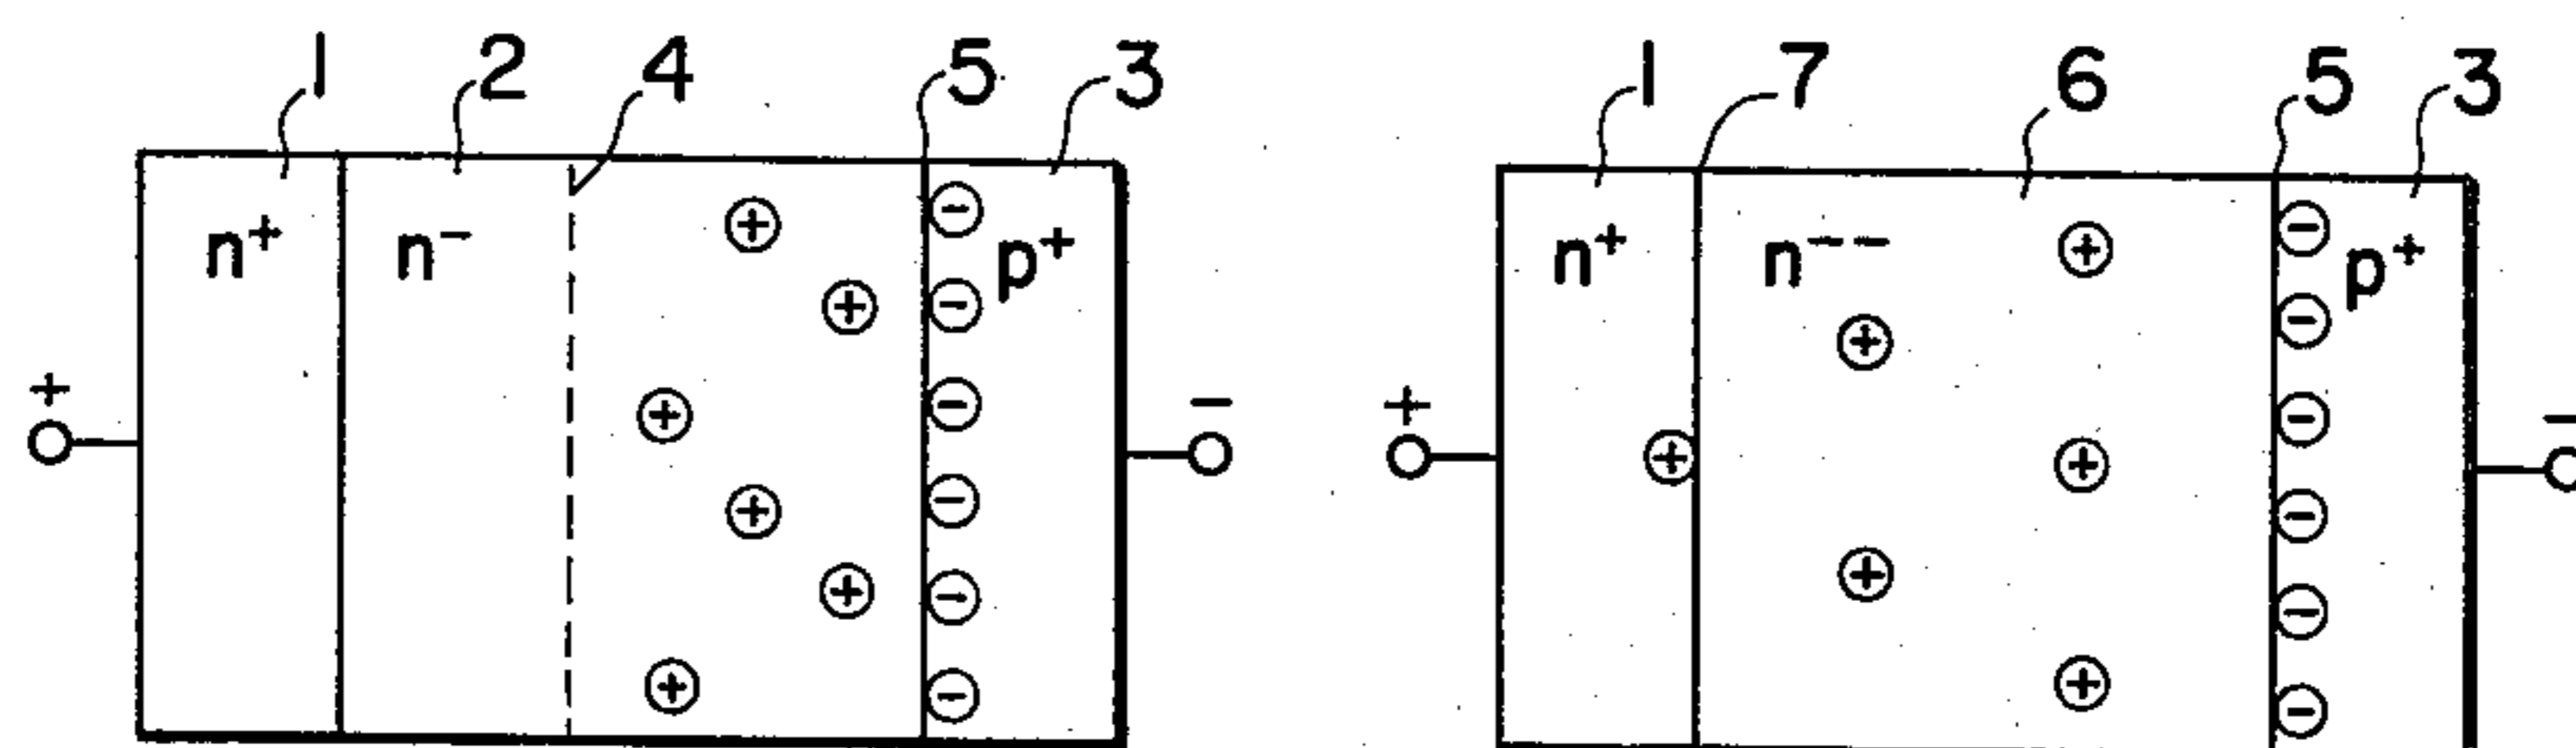 1 2 4 5 3
n+ n- p+
+ -
1 7 6 5 3
n+ n-- p+
+ -